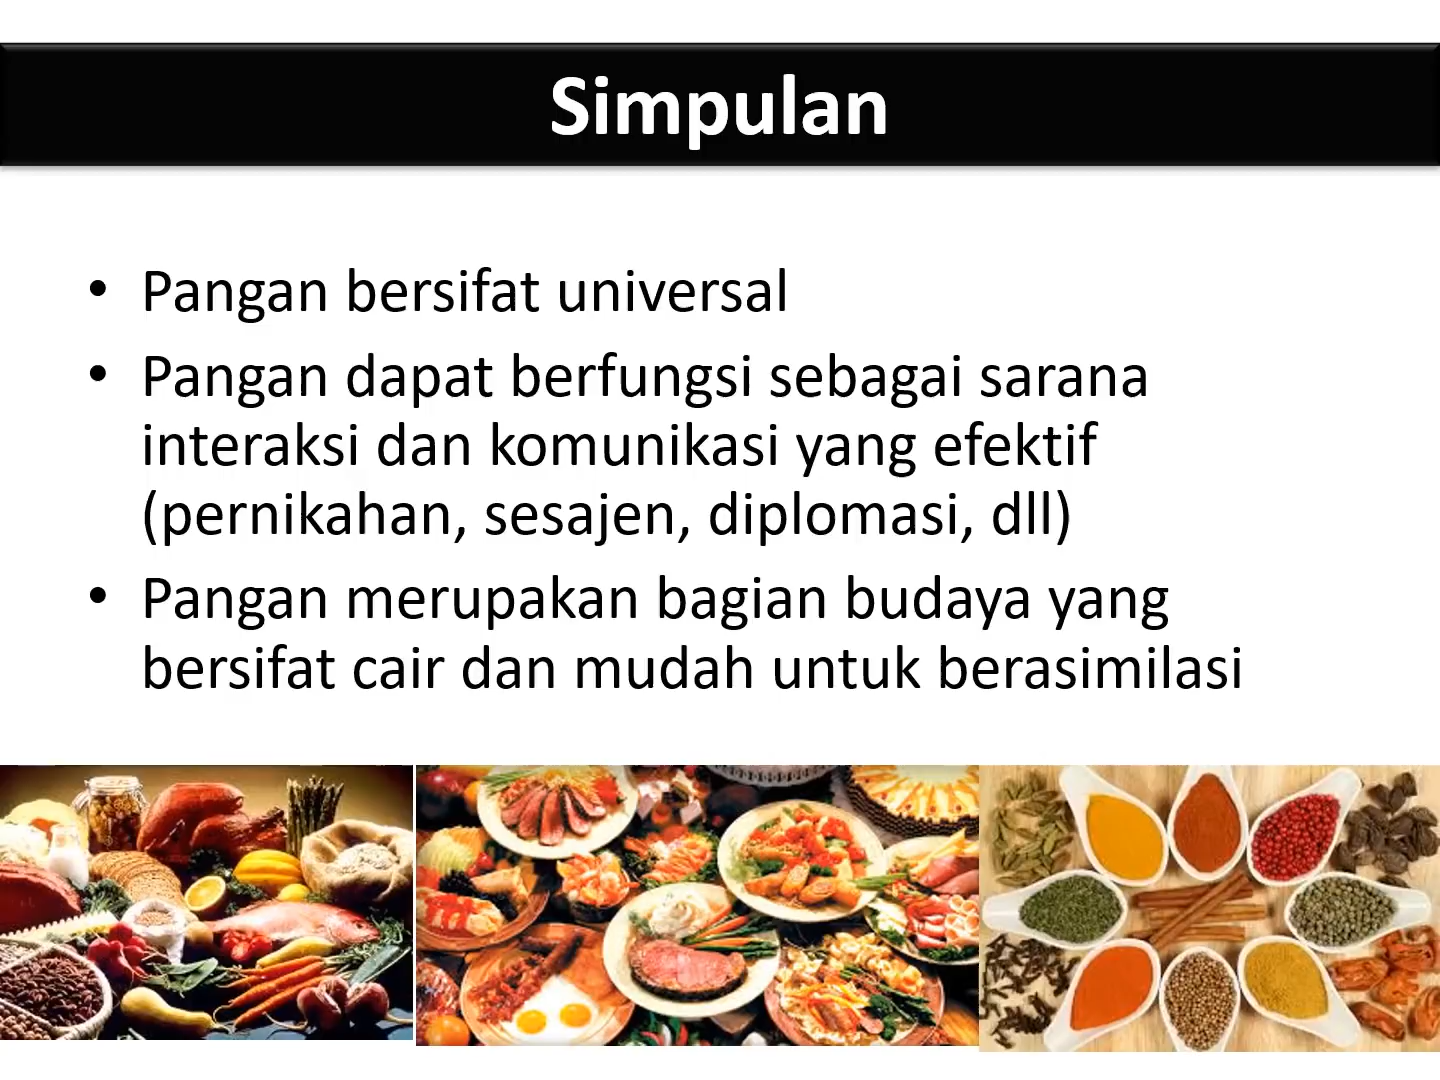 Simpulan
• Pangan bersifat universal
• Pangan dapat berfungsi sebagai sarana
interaksi dan komunikasi yang efektif
(pernikahan, sesajen, diplomasi, dll)
• Pangan merupakan bagian budaya yang
bersifat cair dan mudah untuk berasimilasi